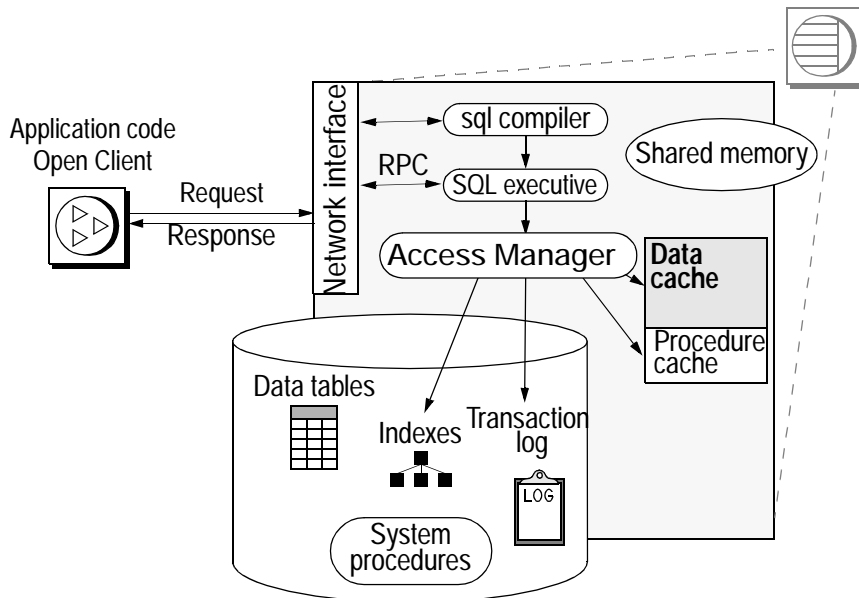 Application code
Open Client
Request
Response
Network interface
sql compiler
RPC
SQL executive
Shared memory
Access Manager
Data
cache
Procedure
cache
Data tables
Indexes
Transaction
log
LOG
System
procedures